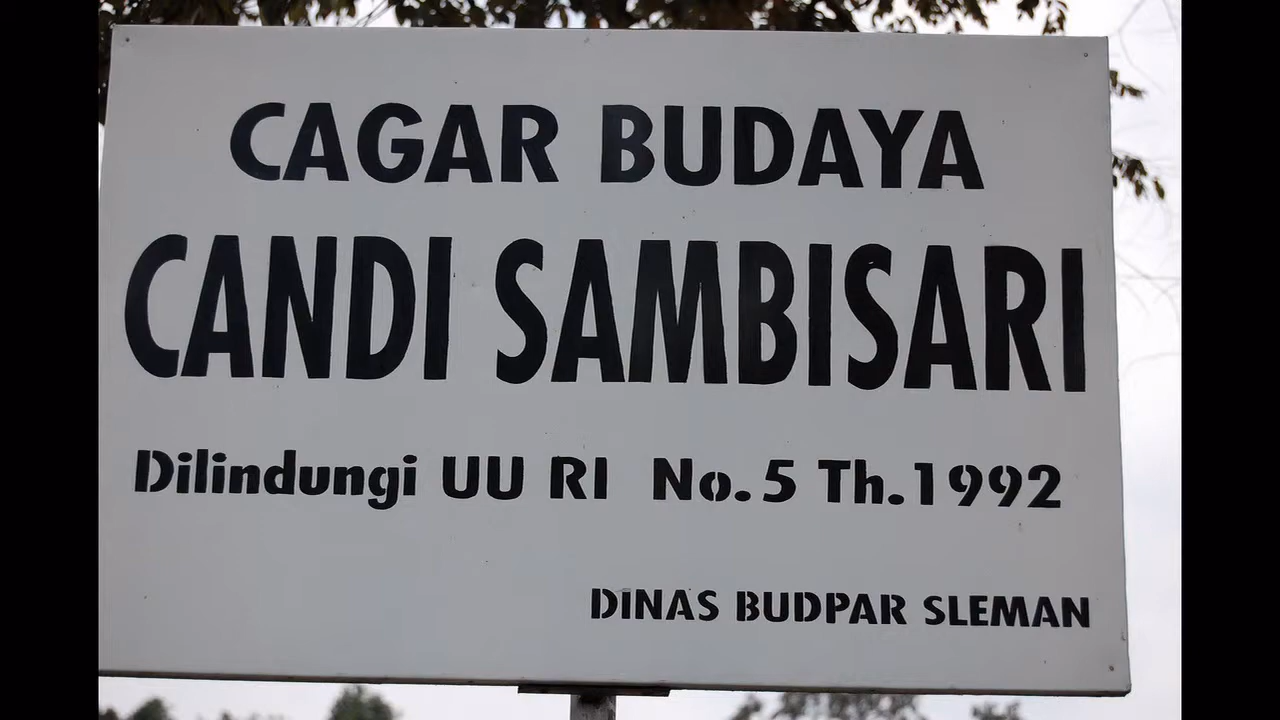 CAGAR BUDAYA
CANDI SAMBISARI
Dilindungi UU RI No.5 Th.1992
DINAS BUDPAR SLEMAN